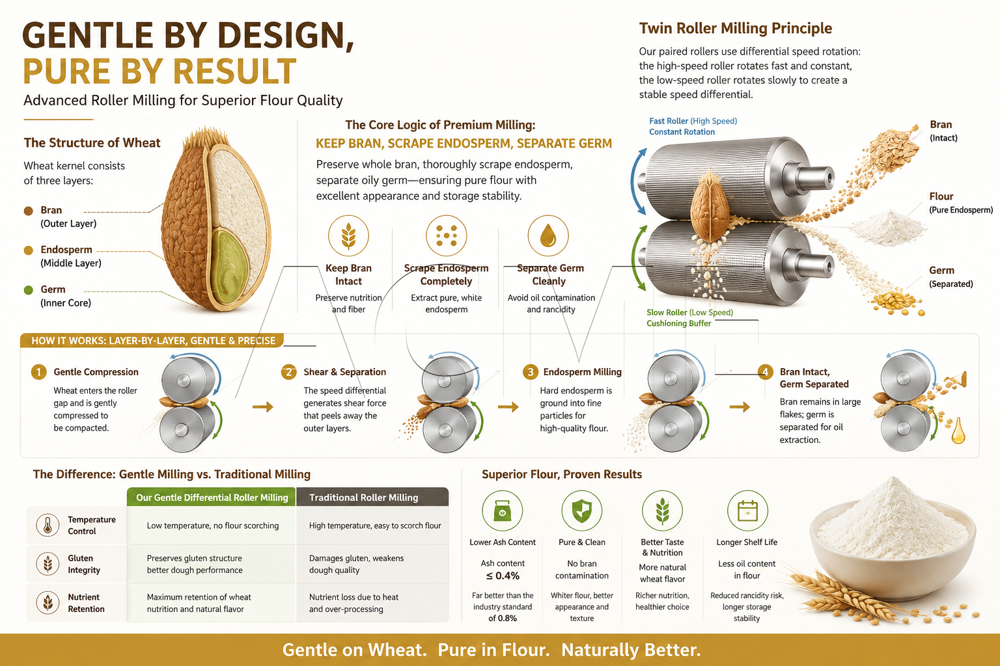 GENTLE BY DESIGN,
PURE BY RESULT
Advanced Roller Milling for Superior Flour Quality
The Structure of Wheat
Wheat kernel consists
of three layers:
Bran
(Outer Layer)
Endosperm
(Middle Layer)
Germ
(Inner Core)
The Core Logic of Premium Milling:
KEEP BRAN, SCRAPE ENDOSPERM, SEPARATE GERM
Preserve whole bran, thoroughly scrape endosperm,
separate oily germ—ensuring pure flour with
excellent appearance and storage stability.
Keep Bran
Intact
Preserve nutrition
and fiber
Scrape Endosperm
Completely
Extract pure, white
endosperm
Separate Germ
Cleanly
Avoid oil contamination
and rancidity
Twin Roller Milling Principle
Our paired rollers use differential speed rotation:
the high-speed roller rotates fast and constant,
the low-speed roller rotates slowly to create a
stable speed differential.
Fast Roller (High Speed)
Constant Rotation
Bran
(Intact)
Flour
(Pure Endosperm)
Germ
(Separated)
Slow Roller (Low Speed)
Cushioning Buffer
HOW IT WORKS: LAYER-BY-LAYER, GENTLE & PRECISE
1 Gentle Compression
Wheat enters the roller
gap and is gently
compressed to
be compacted.
2 Shear & Separation
The speed differential
generates shear force
that peels away the
outer layers.
3 Endosperm Milling
Hard endosperm is
ground into fine
particles for
high-quality flour.
4 Bran Intact,
Germ Separated
Bran remains in large
flakes; germ is
separated for oil
extraction.
The Difference: Gentle Milling vs. Traditional Milling
Our Gentle Differential Roller Milling
Traditional Roller Milling
Temperature
Control
Low temperature, no flour scorching
High temperature, easy to scorch flour
Gluten
Integrity
Preserves gluten structure
better dough performance
Damages gluten, weakens
dough quality
Nutrient
Retention
Maximum retention of wheat
nutrition and natural flavor
Nutrient loss due to heat
and over-processing
Superior Flour, Proven Results
Lower Ash Content
Ash content
≤ 0.4%
Far better than the
industry standard
of 0.8%
Pure & Clean
No bran
contamination
Whiter flour, better
appearance and
texture
Better Taste
& Nutrition
More natural
wheat flavor
Richer nutrition,
healthier choice
Longer Shelf Life
Less oil content
in flour
Reduced rancidity risk,
longer storage
stability
Gentle on Wheat. Pure in Flour. Naturally Better.